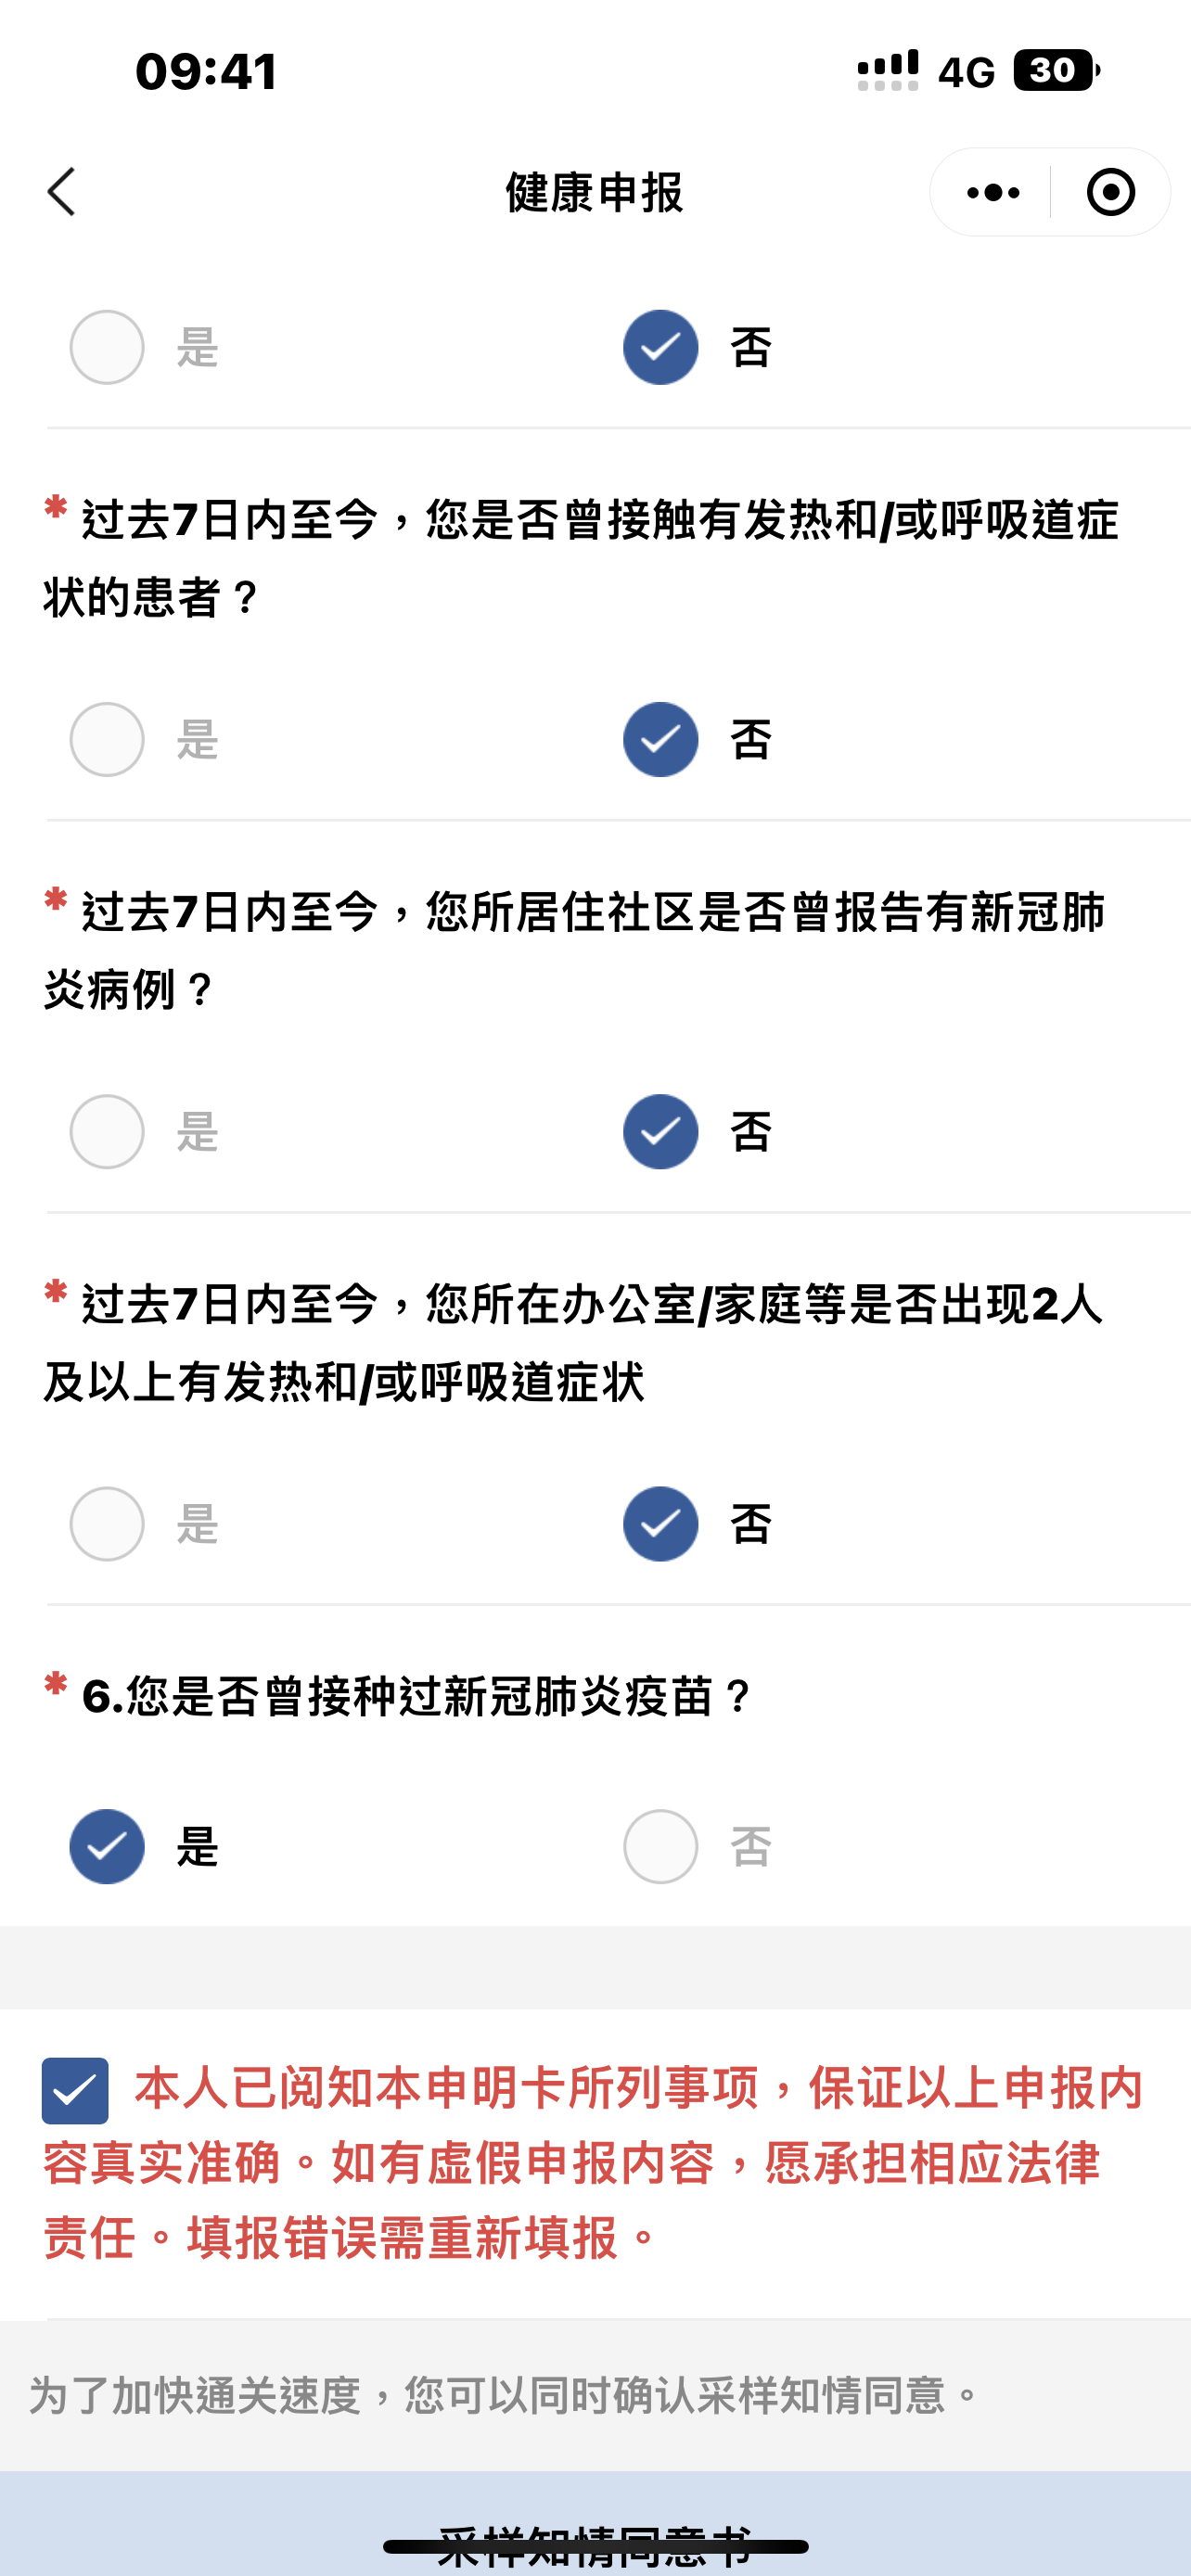 09:41
4G
30
健康申报
是
否
* 过去7日内至今，您是否曾接触有发热和/或呼吸道症
状的患者？
是
否
* 过去7日内至今，您所居住社区是否曾报告有新冠肺
炎病例？
是
否
* 过去7日内至今，您所在办公室/家庭等是否出现2人
及以上有发热和/或呼吸道症状
是
否
* 6.您是否曾接种过新冠肺炎疫苗？
是
否
本人已阅知本申明卡所列事项，保证以上申报内
容真实准确。如有虚假申报内容，愿承担相应法律
责任。填报错误需重新填报。
为了加快通关速度，您可以同时确认采样知情同意。
采样知情同意书